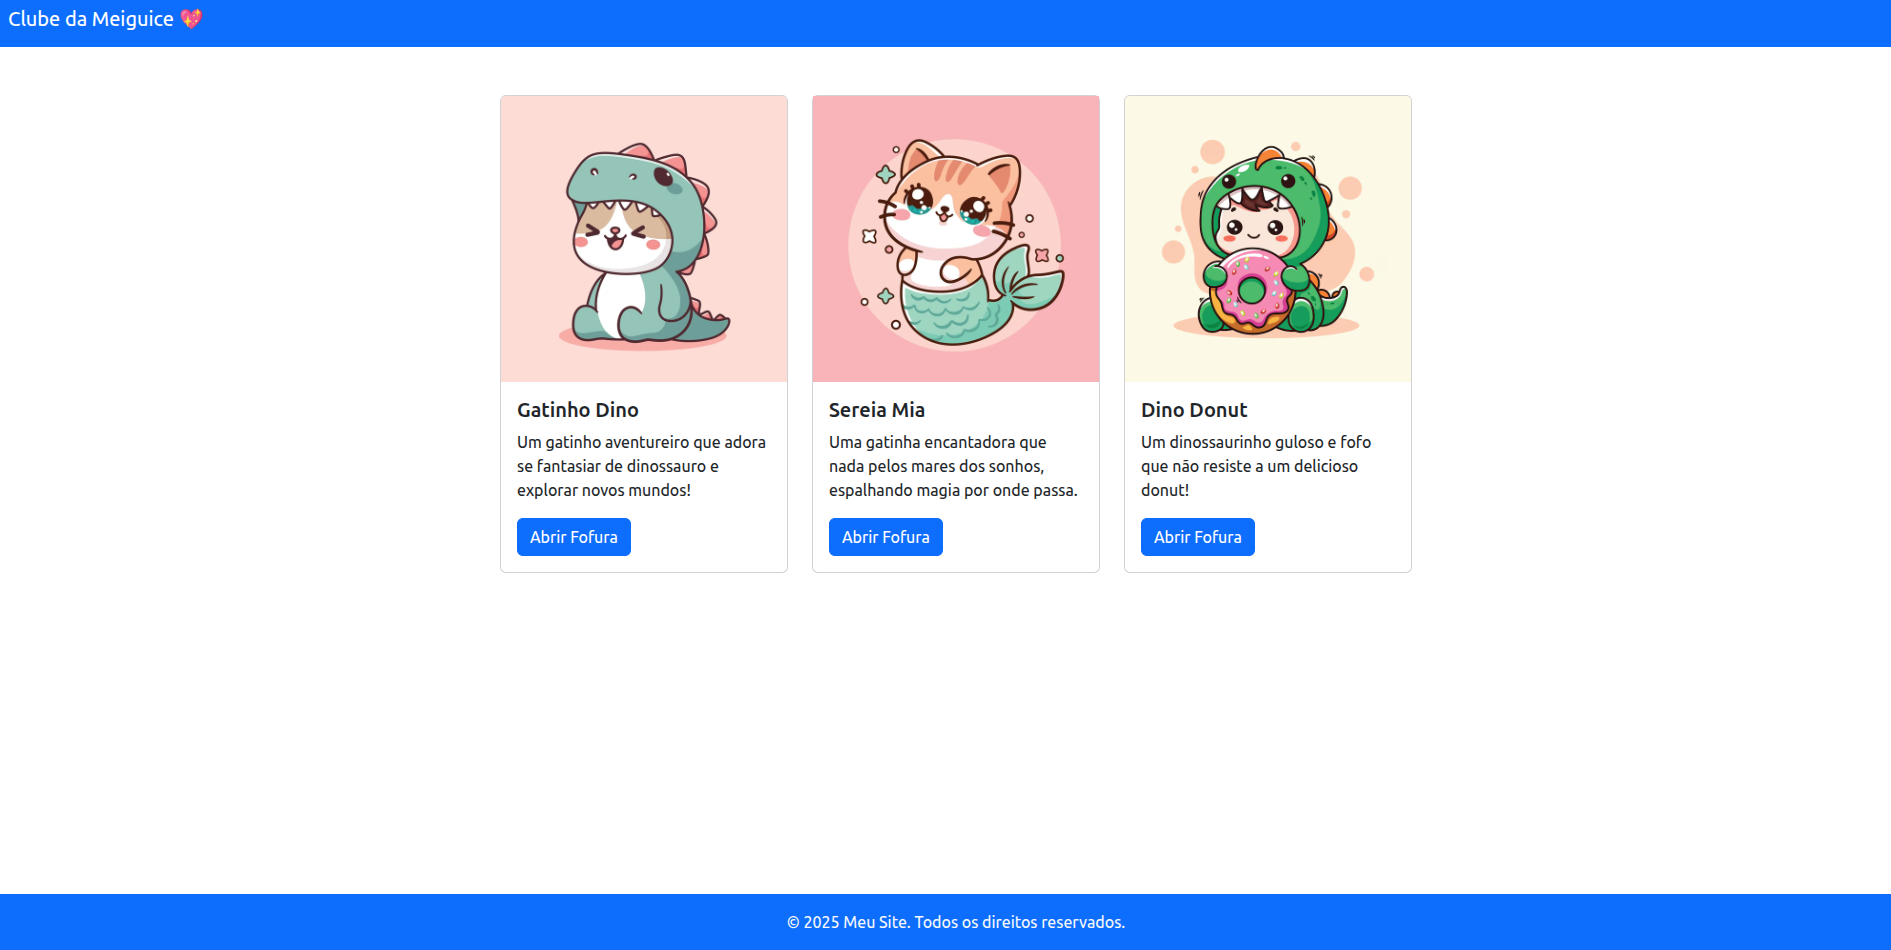 Clube da Meiguice 💖
Gatinho Dino
Um gatinho aventureiro que adora
se fantasiar de dinossauro e
explorar novos mundos!
Abrir Fofura
Sereia Mia
Uma gatinha encantadora que
nada pelos mares dos sonhos,
espalhando magia por onde passa.
Abrir Fofura
Dino Donut
Um dinossaurinho guloso e fofo
que não resiste a um delicioso
donut!
Abrir Fofura
© 2025 Meu Site. Todos os direitos reservados.